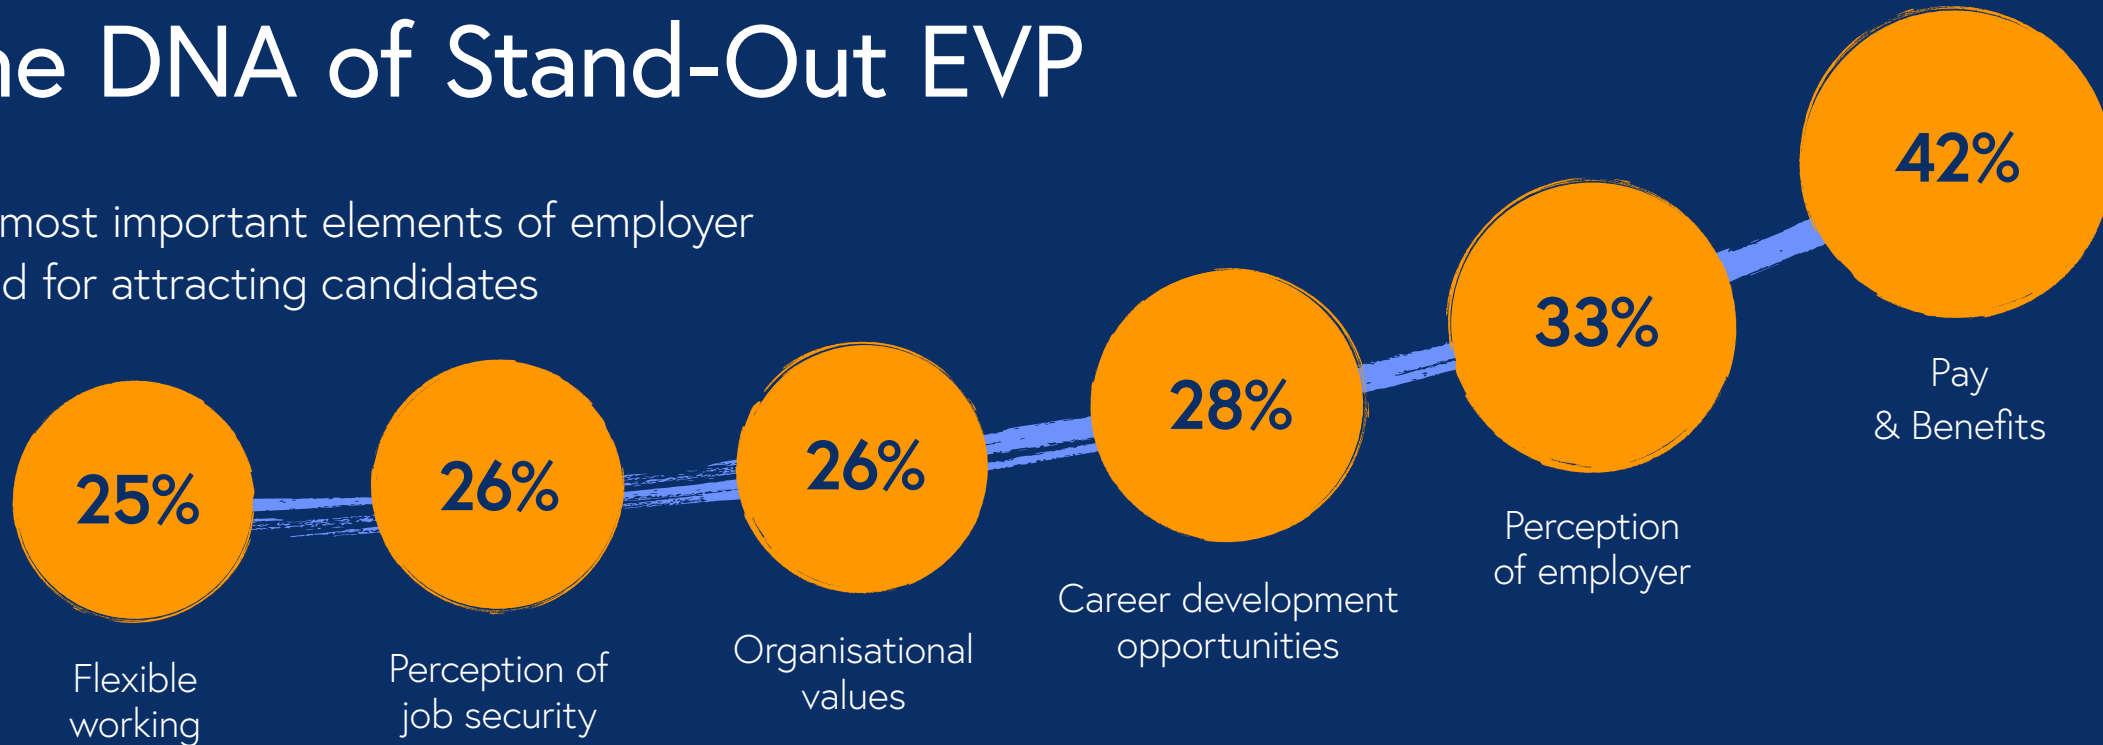 ne DNA of Stand-Out EVP
most important elements of employer
d for attracting candidates
25%
Flexible
working
26%
Perception of
job security
26%
Organisational
values
28%
Career development
opportunities
33%
Perception
of employer
42%
Pay
& Benefits